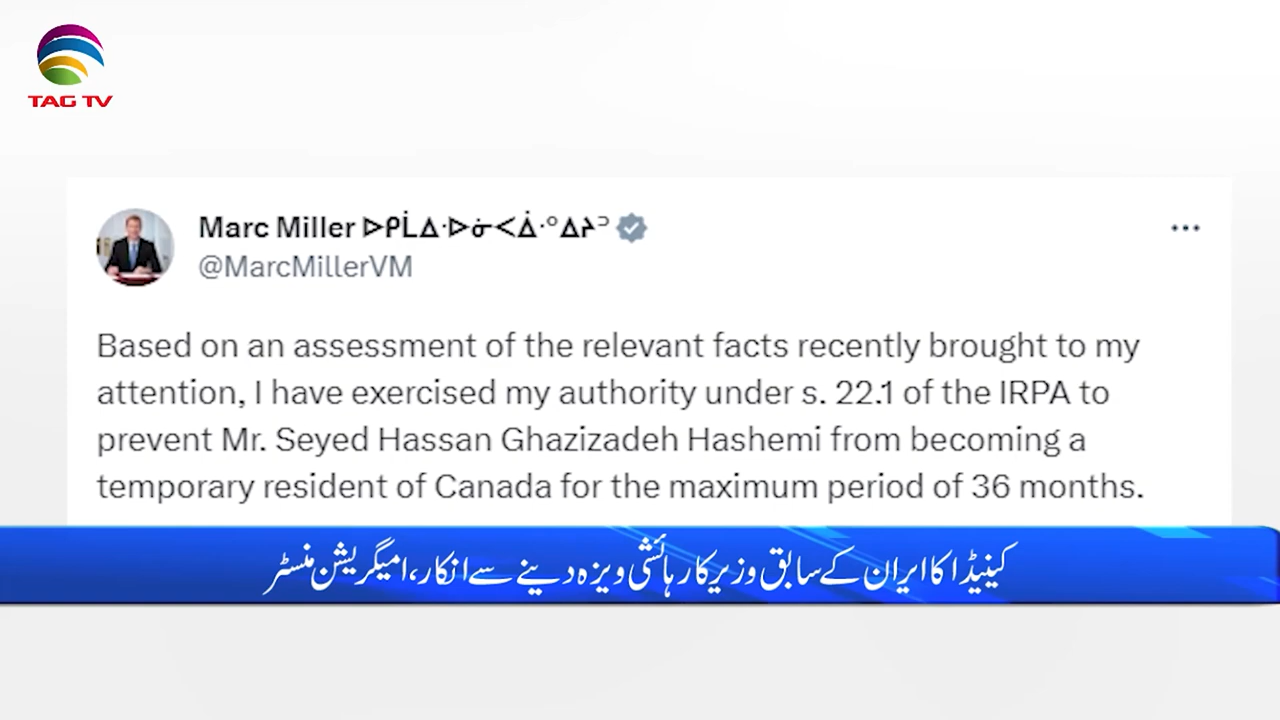 TAG TV
Marc Miller ᐅᑭᒫᐃᐧᐅᓃᐸᐄᐧᐤᐃᔨᐣ
@MarcMillerVM
Based on an assessment of the relevant facts recently brought to my
attention, I have exercised my authority under s. 22.1 of the IRPA to
prevent Mr. Seyed Hassan Ghazizadeh Hashemi from becoming a
temporary resident of Canada for the maximum period of 36 months.
کینیڈا کا ایران کے سابق وزیر کا رہائشی ویزہ دینے سے انکار، امیگریشن منسٹر